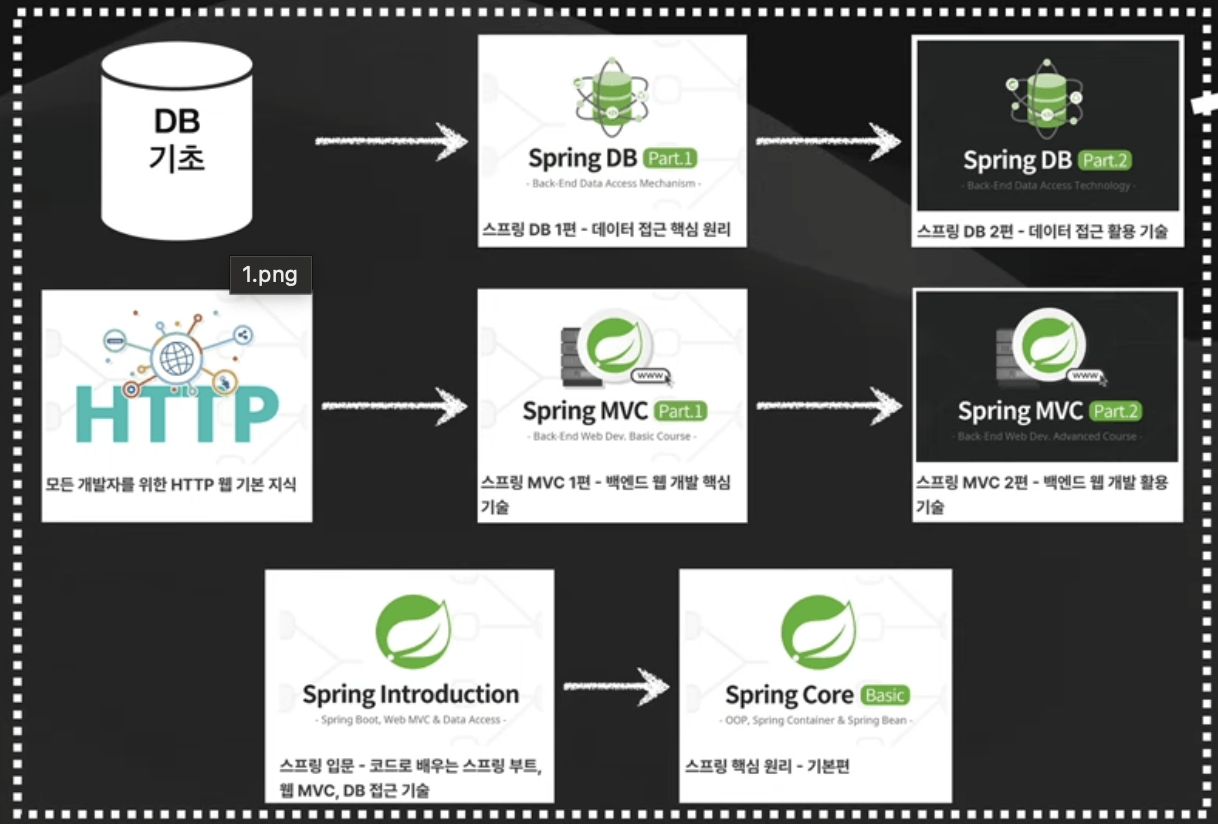 DB
기초
Spring DB Part.1
- Back-End Data Access Mechanism -
스프링 DB 1편 - 데이터 접근 핵심 원리
Spring DB Part.2
- Back-End Data Access Technology -
스프링 DB 2편 - 데이터 접근 활용 기술
1.png
HTTP
모든 개발자를 위한 HTTP 웹 기본 지식
www
Spring MVC Part.1
- Back-End Web Dev. Basic Course -
스프링 MVC 1편 - 백엔드 웹 개발 핵심
기술
www
Spring MVC Part.2
- Back-End Web Dev. Advanced Course -
스프링 MVC 2편 - 백엔드 웹 개발 활용
기술
Spring Introduction
- Spring Boot, Web MVC & Data Access -
스프링 입문 - 코드로 배우는 스프링 부트,
웹 MVC, DB 접근 기술
Spring Core Basic
- OOP, Spring Container & Spring Bean -
스프링 핵심 원리 - 기본편